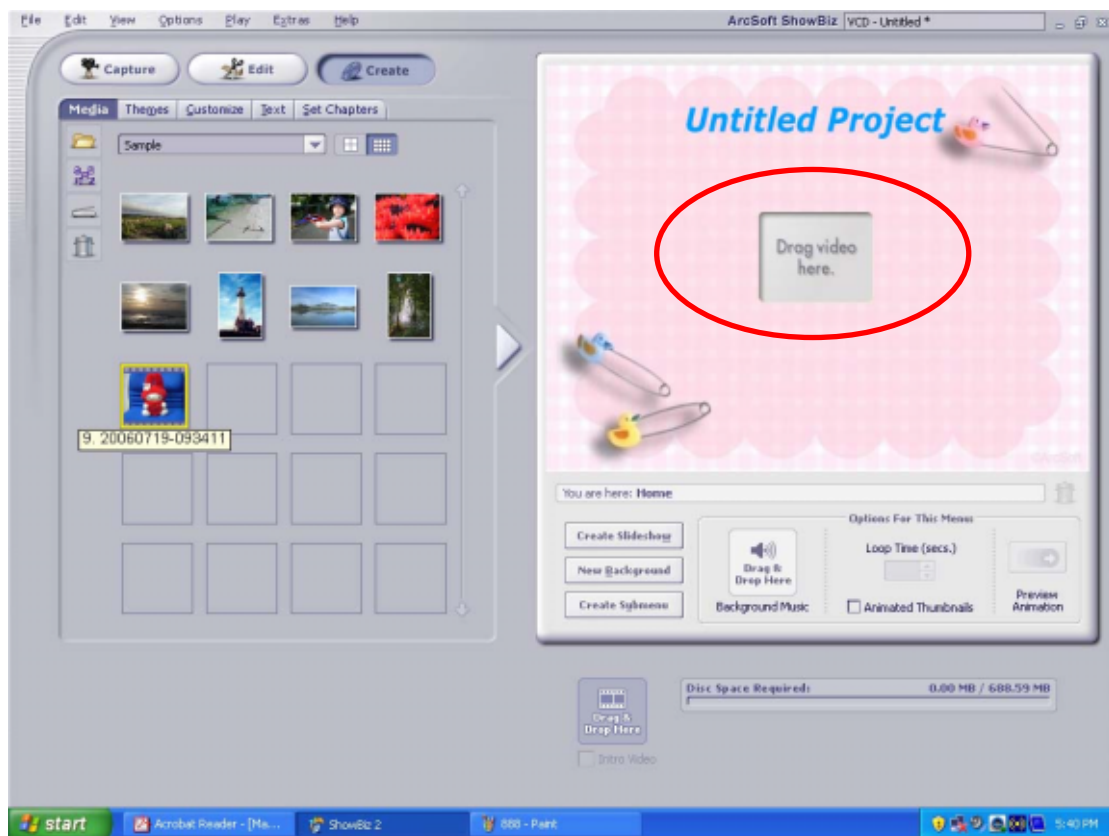 File Edit View Options Play Extras Help
ArcSoft ShowBiz VCD - Untitled *
Capture Edit Create
Media Themes Customize Text Set Chapters
Sample
Untitled Project
Drag video
here.
9. 20060719-093411
You are here: Home
Create Slideshow
New Background
Create Submenu
Options For This Menu
Drag &
Drop Here
Background Music
Loop Time (secs.)
Animated Thumbnails
Preview
Animation
Drag &
Drop Here
Intro Video
Disc Space Required: 0.00 MB / 688.59 MB
start Acrobat Reader - [Ma... ShowBiz 2 888 - Paint 5:40 PM